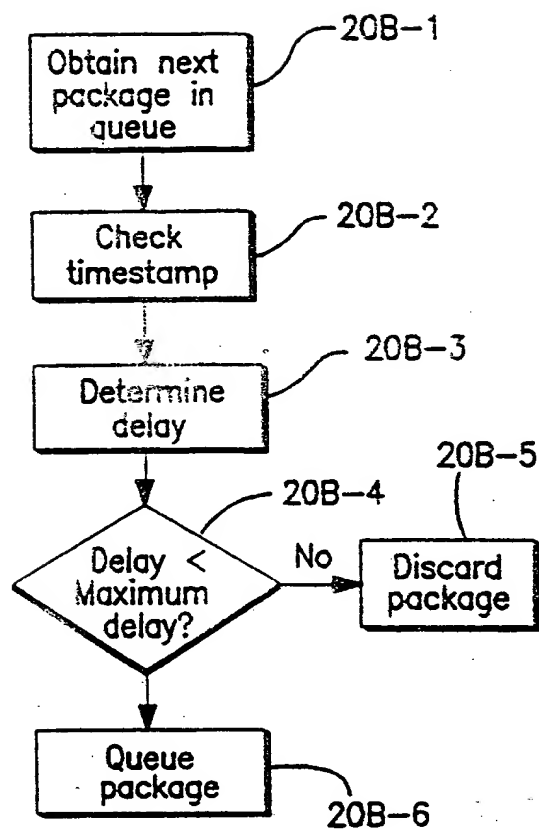 20B-1
Obtain next
package in
queue
20B-2
Check
timestamp
20B-3
Determine
delay
20B-4
20B-5
Delay <
Maximum
delay?
No
Discard
package
Queue
package
20B-6